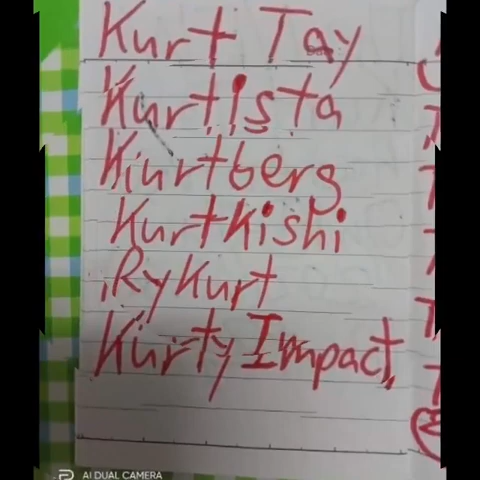 Kurt Tay
Kurtista
Kurtberg
Kurtkishi
RyKurt
Kurty Impact
AI DUAL CAMERA